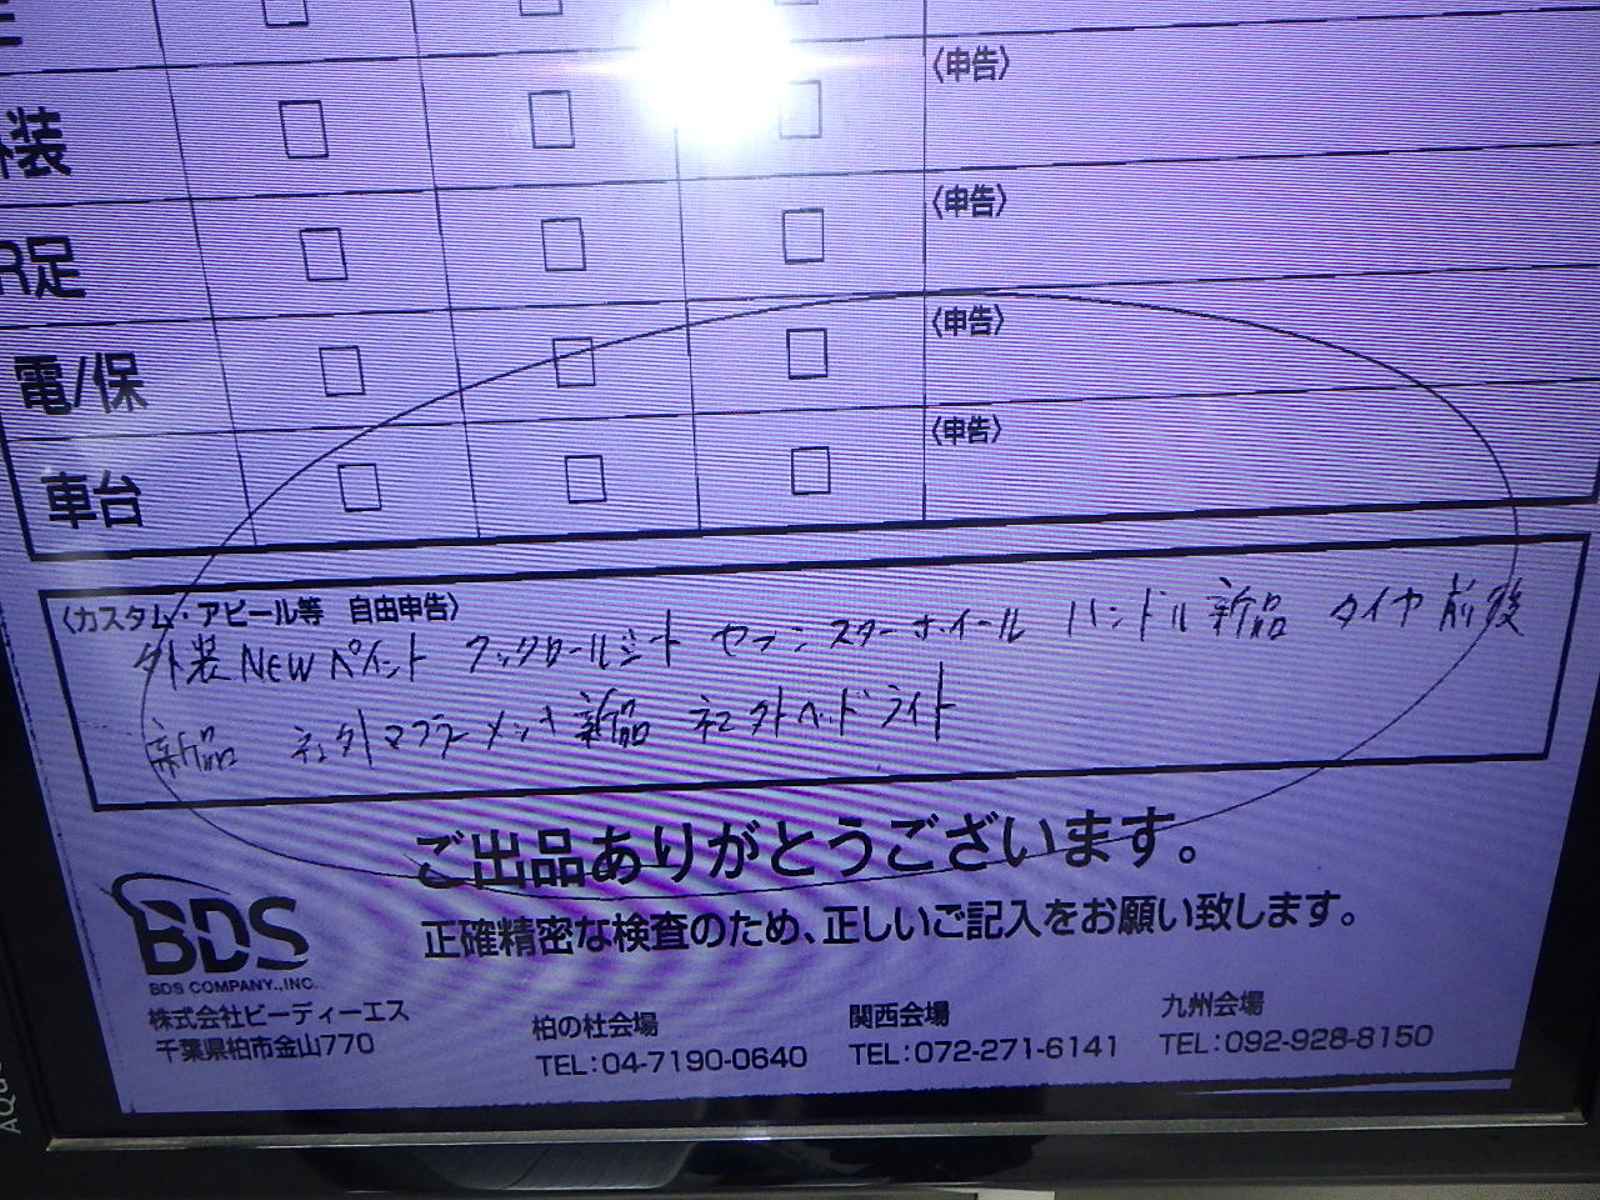 装
〈申告〉
R足
〈申告〉
電/保
〈申告〉
車台
〈申告〉
〈カスタム・アピール等 自由申告〉
外装NEWペイント タックロールシート セブンスターホイール ハンドル新品 タイヤ前後
新品 社外マフラーメッキ新品 社外ヘッドライト
ご出品ありがとうございます。
正確精密な検査のため、正しいご記入をお願い致します。
BDS
BDS COMPANY.,INC.
株式会社ビーディーエス
千葉県柏市金山770
柏の杜会場
TEL:04-7190-0640
関西会場
TEL:072-271-6141
九州会場
TEL:092-928-8150